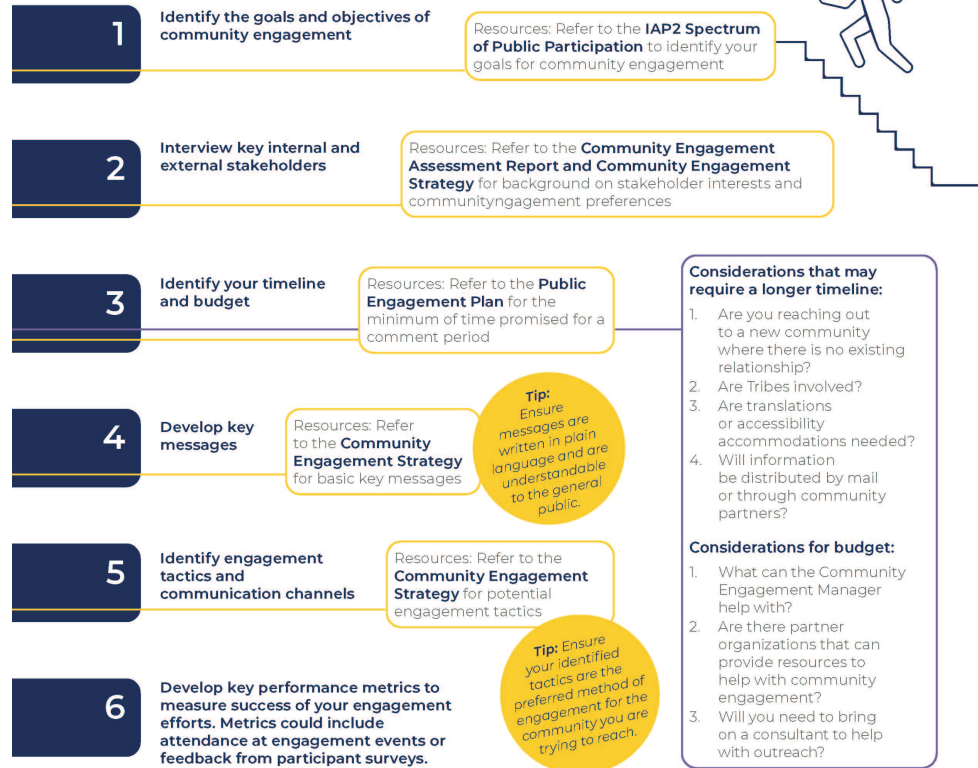 1
Identify the goals and objectives of
community engagement
Resources: Refer to the IAP2 Spectrum
of Public Participation to identify your
goals for community engagement
2
Interview key internal and
external stakeholders
Resources: Refer to the Community Engagement
Assessment Report and Community Engagement
Strategy for background on stakeholder interests and
communityngagement preferences
3
Identify your timeline
and budget
Resources: Refer to the Public
Engagement Plan for the
minimum of time promised for a
comment period
Considerations that may
require a longer timeline:
1. Are you reaching out
to a new community
where there is no existing
relationship?
2. Are Tribes involved?
3. Are translations
or accessibility
accommodations needed?
4. Will information
be distributed by mail
or through community
partners?
Considerations for budget:
1. What can the Community
Engagement Manager
help with?
2. Are there partner
organizations that can
provide resources to
help with community
engagement?
3. Will you need to bring
on a consultant to help
with outreach?
4
Develop key
messages
Resources: Refer
to the Community
Engagement Strategy
for basic key messages
Tip:
Ensure
messages are
written in plain
language and are
understandable
to the general
public.
5
Identify engagement
tactics and
communication channels
Resources: Refer to the
Community Engagement
Strategy for potential
engagement tactics
Tip: Ensure
your identified
tactics are the
preferred method of
engagement for the
community you are
trying to reach.
6
Develop key performance metrics to
measure success of your engagement
efforts. Metrics could include
attendance at engagement events or
feedback from participant surveys.